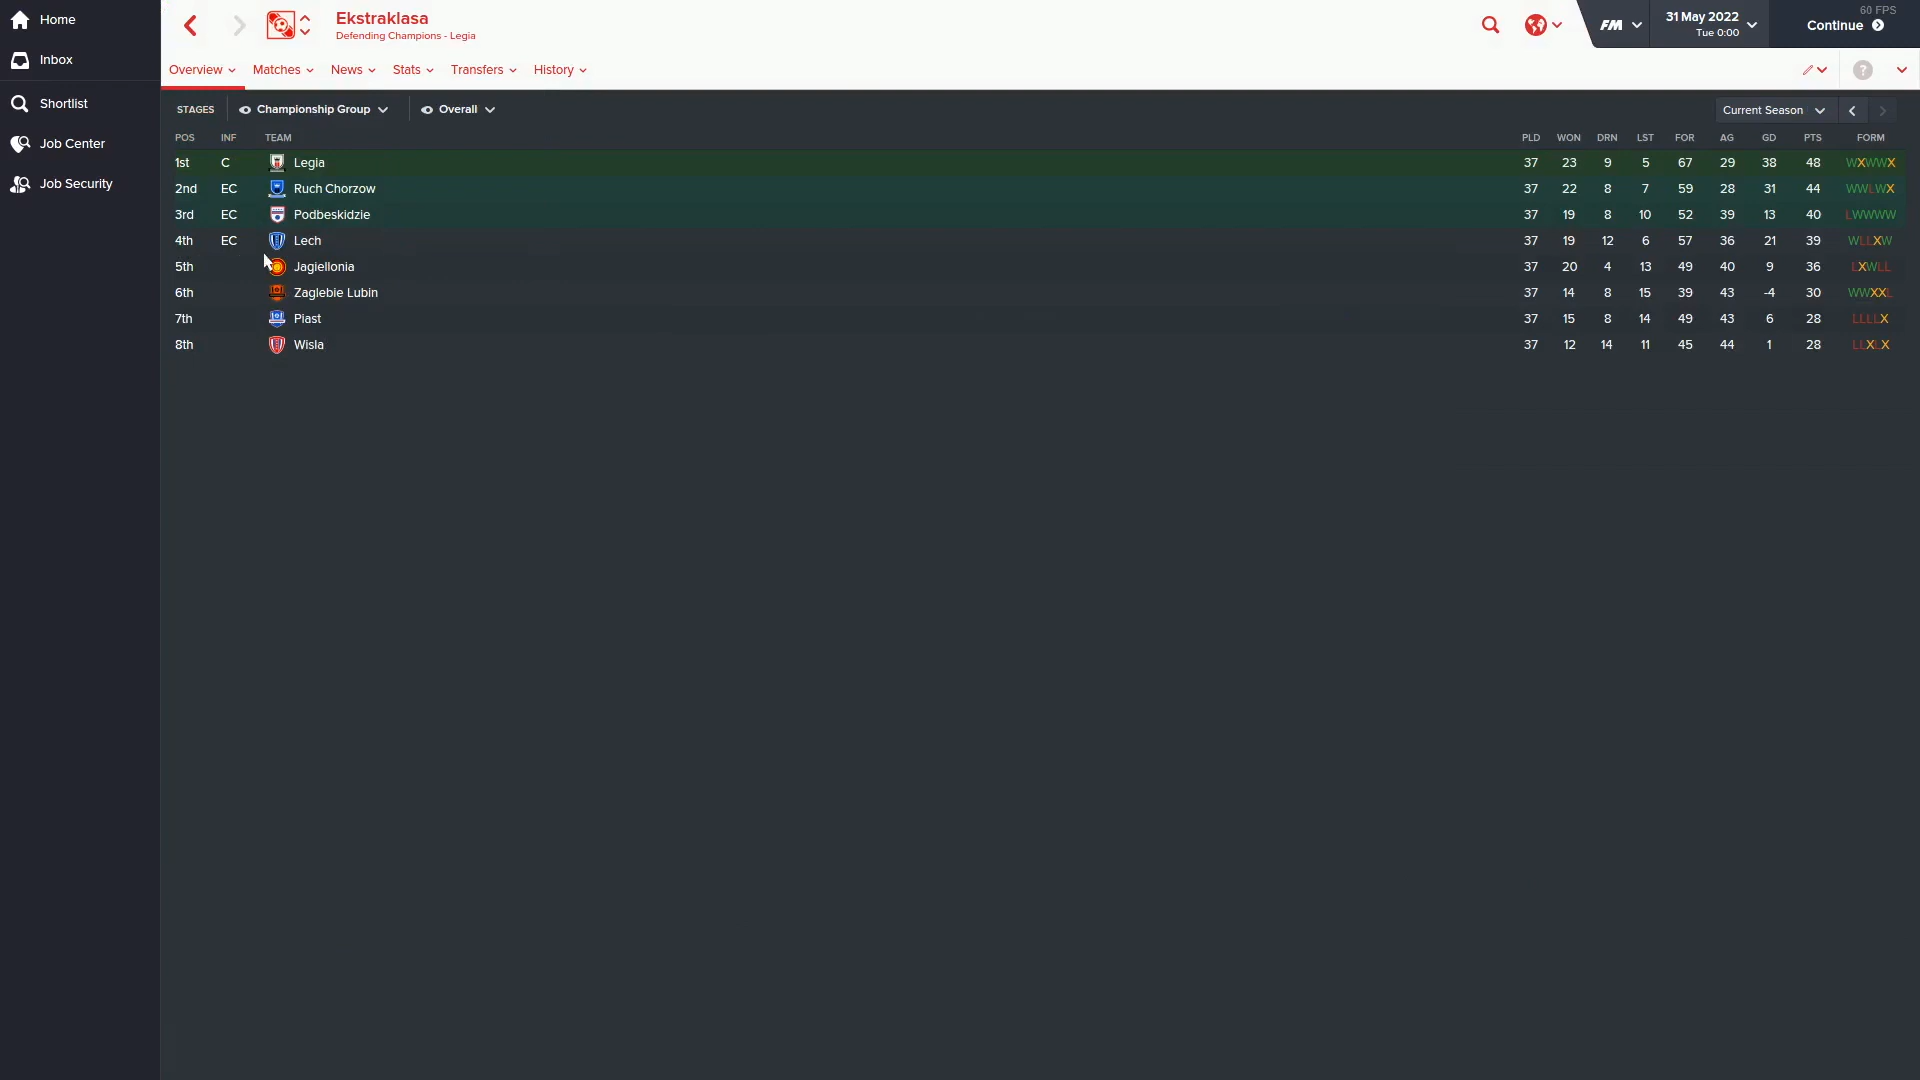 Home
Inbox
Shortlist
Job Center
Job Security
Ekstraklasa
Defending Champions - Legia
FM
31 May 2022
Tue 0:00
60 FPS
Continue
Overview Matches News Stats Transfers History
?
STAGES Championship Group Overall Current Season
POS INF TEAM PLD WON DRN LST FOR AG GD PTS FORM
1st C Legia 37 23 9 5 67 29 38 48 WXWWX
2nd EC Ruch Chorzow 37 22 8 7 59 28 31 44 WWLWX
3rd EC Podbeskidzie 37 19 8 10 52 39 13 40 LWWWW
4th EC Lech 37 19 12 6 57 36 21 39 WLLXW
5th Jagiellonia 37 20 4 13 49 40 9 36 LXWLL
6th Zaglebie Lubin 37 14 8 15 39 43 -4 30 WWXXL
7th Piast 37 15 8 14 49 43 6 28 LLLLX
8th Wisla 37 12 14 11 45 44 1 28 LLXLX